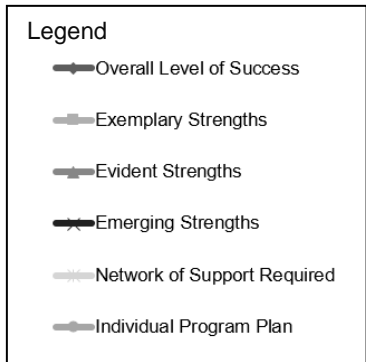 Legend
Overall Level of Success
Exemplary Strengths
Evident Strengths
Emerging Strengths
Network of Support Required
Individual Program Plan